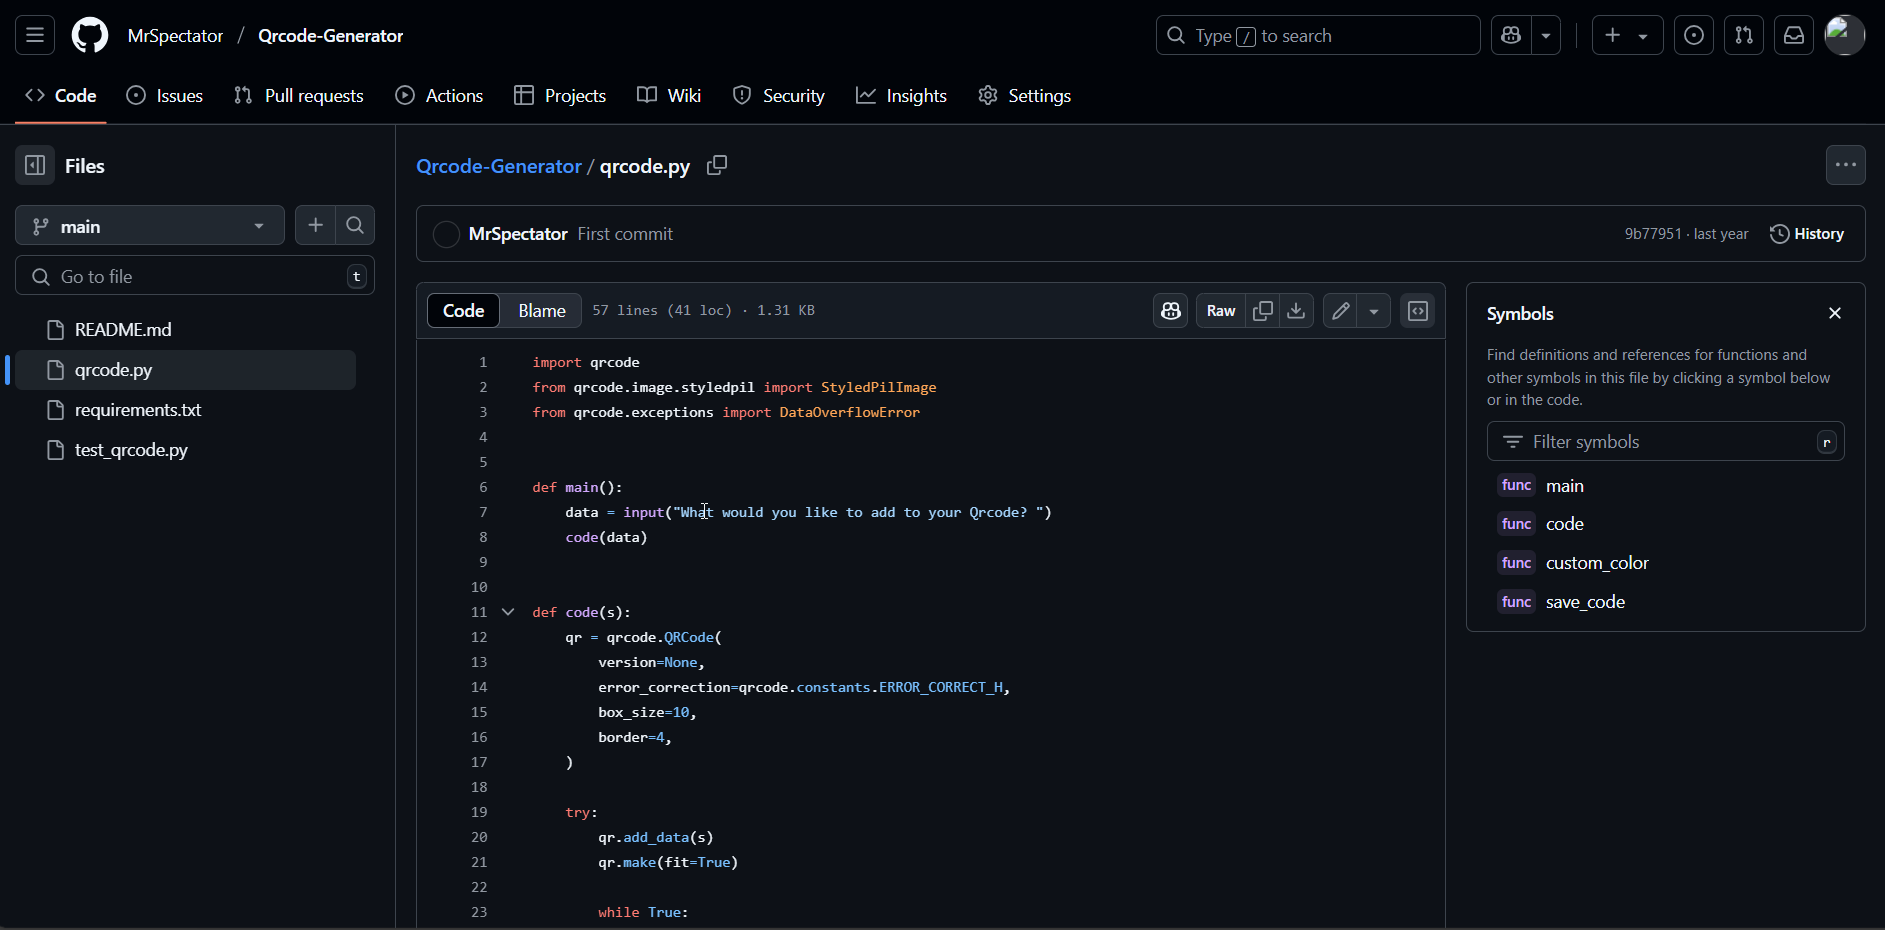 MrSpectator / Qrcode-Generator
Type / to search
Code
Issues
Pull requests
Actions
Projects
Wiki
Security
Insights
Settings
Files
main
Go to file
t
README.md
qrcode.py
requirements.txt
test_qrcode.py
Qrcode-Generator / qrcode.py
MrSpectator First commit
9b77951 · last year
History
Code
Blame
57 lines (41 loc) · 1.31 KB
Raw
1 import qrcode
2 from qrcode.image.styledpil import StyledPilImage
3 from qrcode.exceptions import DataOverflowError
4
5
6 def main():
7     data = input("What would you like to add to your Qrcode? ")
8     code(data)
9
10
11 def code(s):
12     qr = qrcode.QRCode(
13         version=None,
14         error_correction=qrcode.constants.ERROR_CORRECT_H,
15         box_size=10,
16         border=4,
17     )
18
19     try:
20         qr.add_data(s)
21         qr.make(fit=True)
22
23         while True:
Symbols
Find definitions and references for functions and
other symbols in this file by clicking a symbol below
or in the code.
Filter symbols
r
func main
func code
func custom_color
func save_code